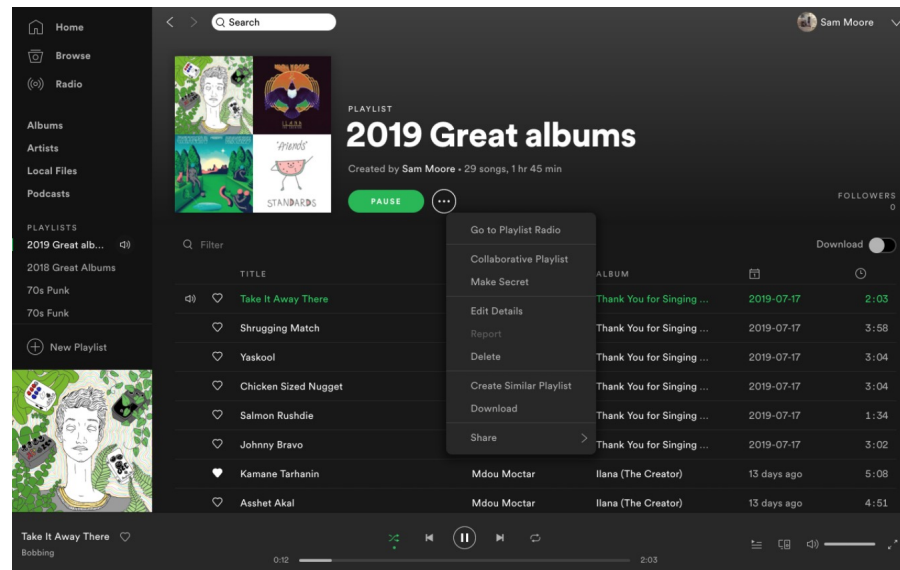 Home
Search
Sam Moore
Browse
Radio
Albums
Artists
Local Files
Podcasts
PLAYLISTS
2019 Great alb...
2018 Great Albums
70s Punk
70s Funk
New Playlist
"Friends"
STANDARDS
PLAYLIST
2019 Great albums
Created by Sam Moore • 29 songs, 1 hr 45 min
PAUSE
FOLLOWERS
0
Filter
Download
Go to Playlist Radio
Collaborative Playlist
Make Secret
Edit Details
Report
Delete
Create Similar Playlist
Download
Share
TITLE ALBUM
Take It Away There Thank You for Singing ... 2019-07-17 2:03
Shrugging Match Thank You for Singing ... 2019-07-17 3:58
Yaskool Thank You for Singing ... 2019-07-17 3:04
Chicken Sized Nugget Thank You for Singing ... 2019-07-17 3:04
Salmon Rushdie Thank You for Singing ... 2019-07-17 1:34
Johnny Bravo Thank You for Singing ... 2019-07-17 3:02
Kamane Tarhanin Mdou Moctar Ilana (The Creator) 13 days ago 5:08
Asshet Akal Mdou Moctar Ilana (The Creator) 13 days ago 4:51
Take It Away There
Bobbing
0:12
2:03